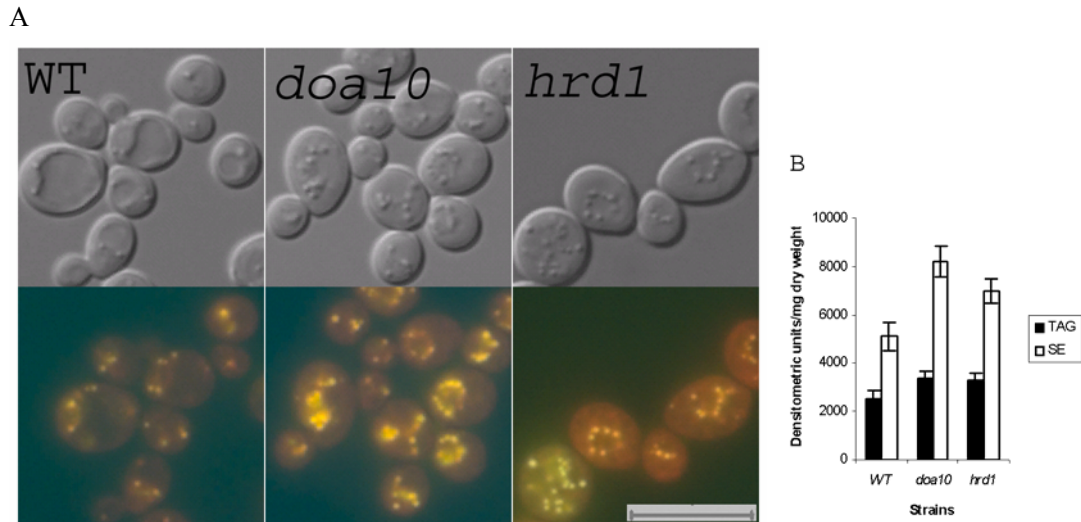 A
WT
doa10
hrd1
B
Densitometric units/mg dry weight
10000
8000
6000
4000
2000
0
WT doa10 hrd1
Strains
TAG
SE